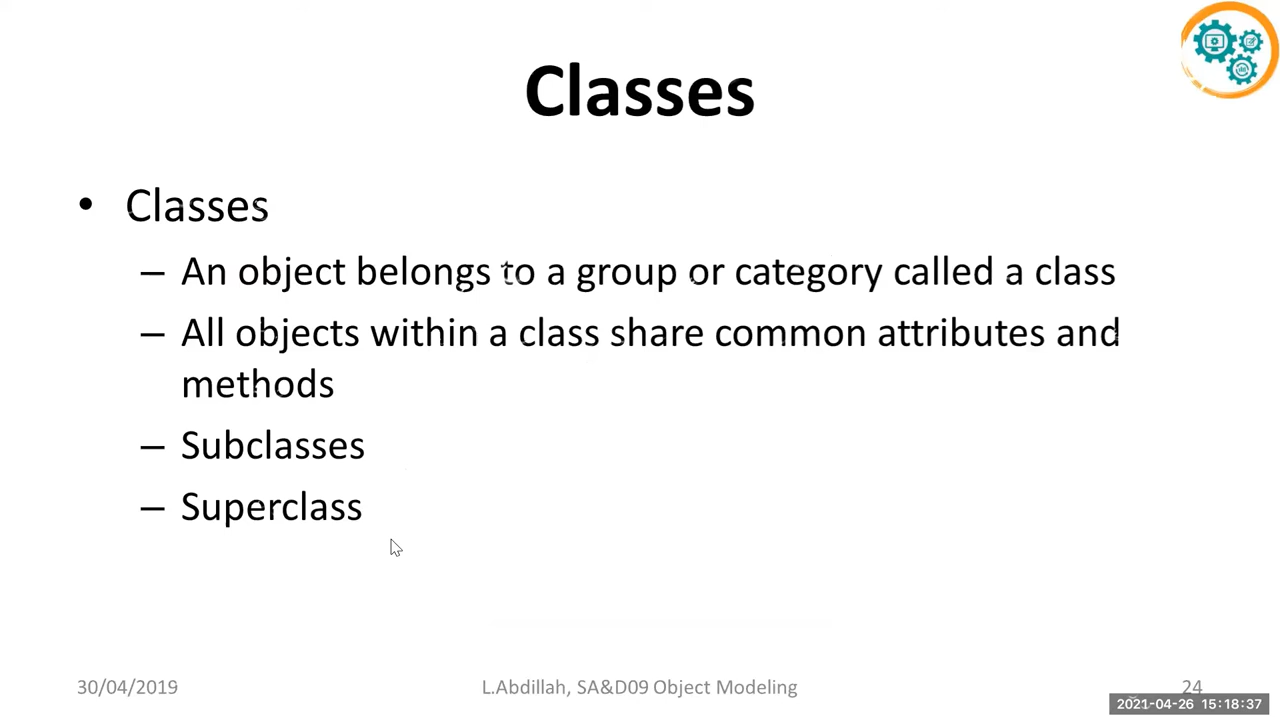 Classes
• Classes
– An object belongs to a group or category called a class
– All objects within a class share common attributes and
methods
– Subclasses
– Superclass
30/04/2019
L.Abdillah, SA&D09 Object Modeling
24
2021-04-26 15:18:37